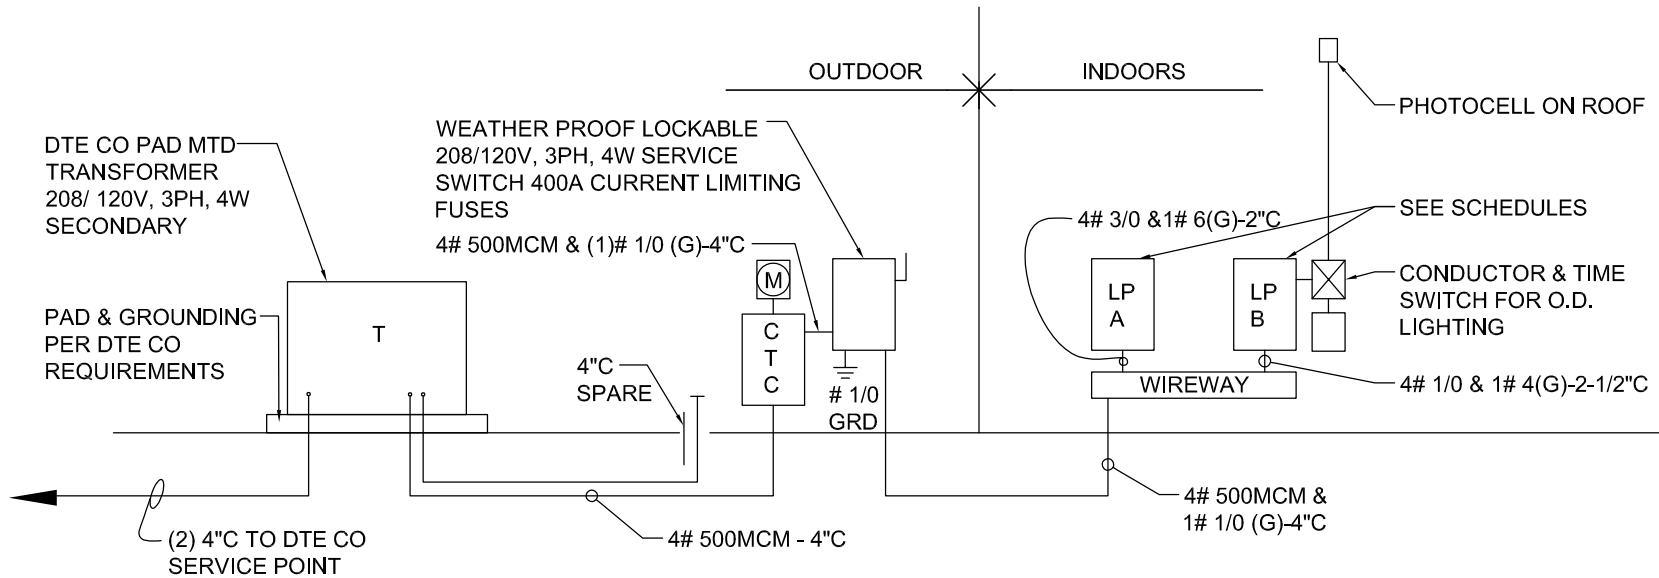 OUTDOOR
INDOORS
PHOTOCELL ON ROOF
DTE CO PAD MTD
TRANSFORMER
208/ 120V, 3PH, 4W
SECONDARY
WEATHER PROOF LOCKABLE
208/120V, 3PH, 4W SERVICE
SWITCH 400A CURRENT LIMITING
FUSES
4# 500MCM & (1)# 1/0 (G)-4"C
4# 3/0 &1# 6(G)-2"C
SEE SCHEDULES
PAD & GROUNDING
PER DTE CO
REQUIREMENTS
T
M
C
T
C
LP
A
LP
B
CONDUCTOR & TIME
SWITCH FOR O.D.
LIGHTING
4"C
SPARE
# 1/0
GRD
WIREWAY
4# 1/0 & 1# 4(G)-2-1/2"C
(2) 4"C TO DTE CO
SERVICE POINT
4# 500MCM - 4"C
4# 500MCM &
1# 1/0 (G)-4"C